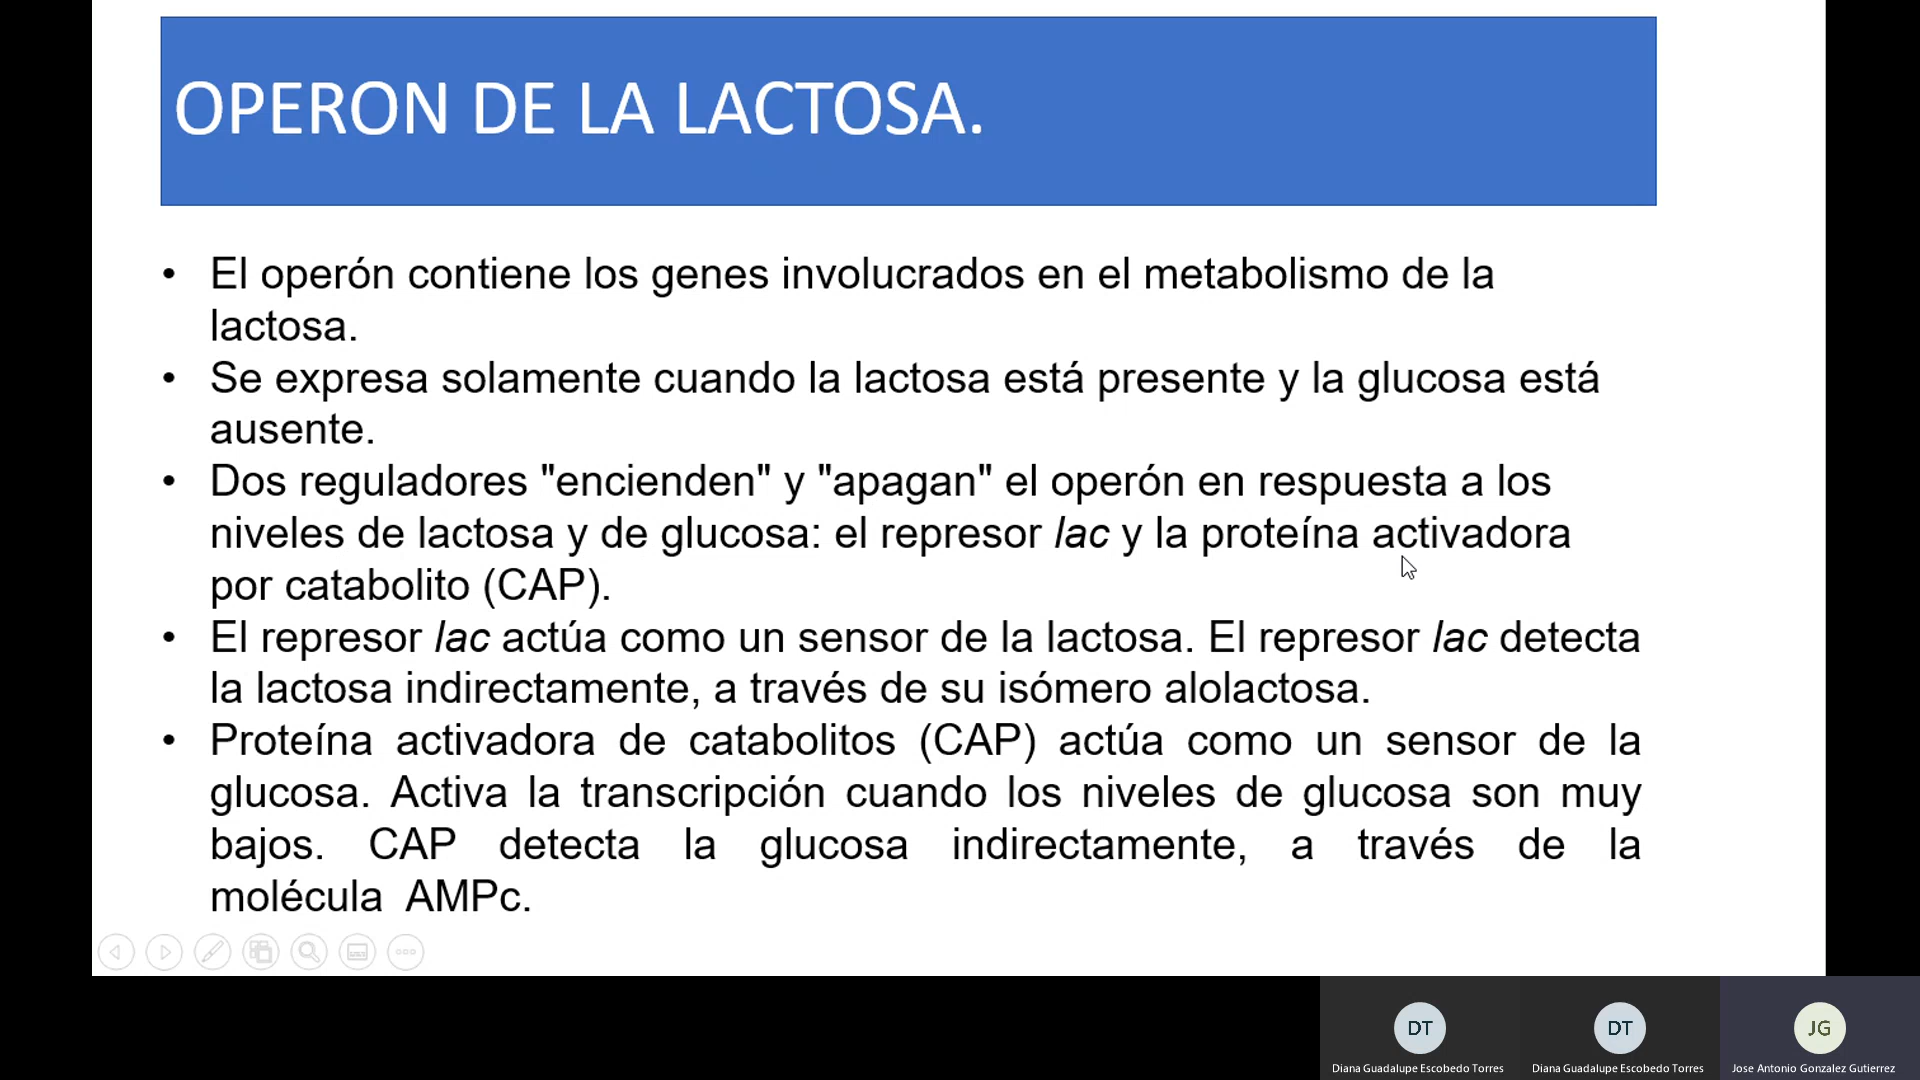 OPERON DE LA LACTOSA.
• El operón contiene los genes involucrados en el metabolismo de la
lactosa.
• Se expresa solamente cuando la lactosa está presente y la glucosa está
ausente.
• Dos reguladores "encienden" y "apagan" el operón en respuesta a los
niveles de lactosa y de glucosa: el represor lac y la proteína activadora
por catabolito (CAP).
• El represor lac actúa como un sensor de la lactosa. El represor lac detecta
la lactosa indirectamente, a través de su isómero alolactosa.
• Proteína activadora de catabolitos (CAP) actúa como un sensor de la
glucosa. Activa la transcripción cuando los niveles de glucosa son muy
bajos. CAP detecta la glucosa indirectamente, a través de la
molécula AMPc.
DT
Diana Guadalupe Escobedo Torres
DT
Diana Guadalupe Escobedo Torres
JG
Jose Antonio Gonzalez Gutierrez